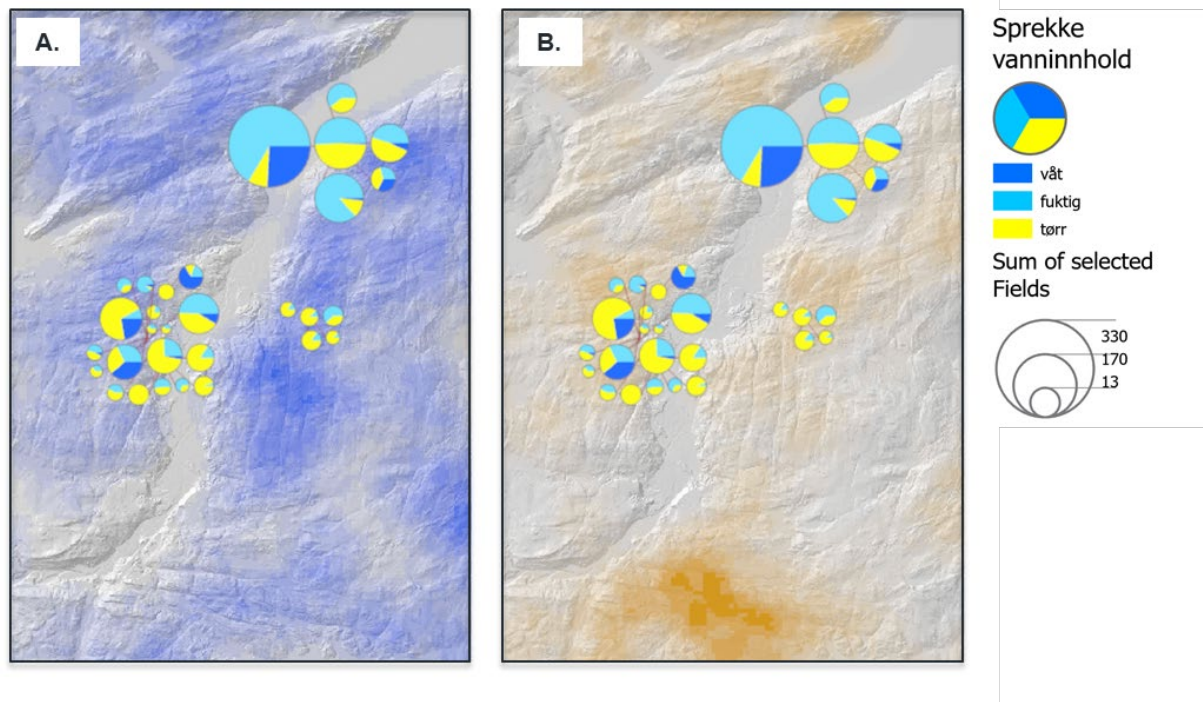 A.
B.
Sprekke
vanninnhold
våt
fuktig
tørr
Sum of selected
Fields
330
170
13